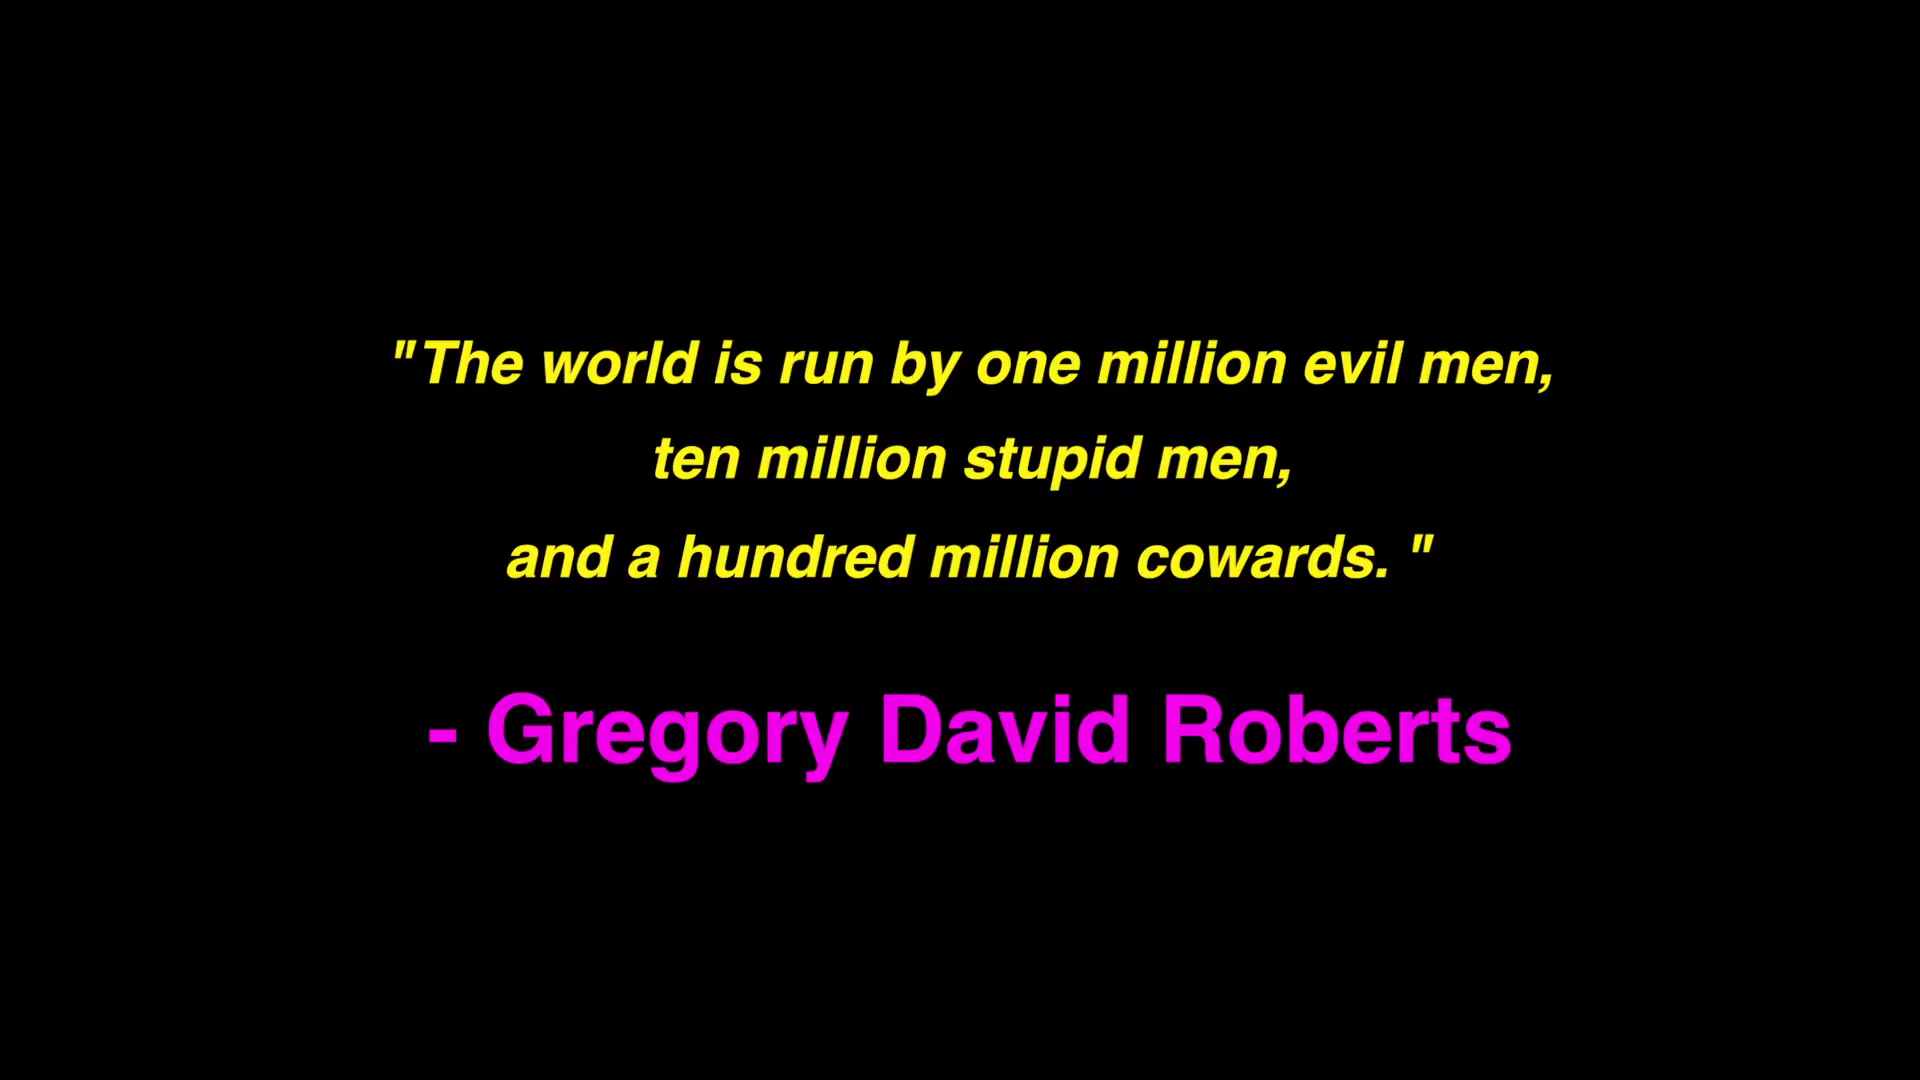 "The world is run by one million evil men,
ten million stupid men,
and a hundred million cowards. "
- Gregory David Roberts